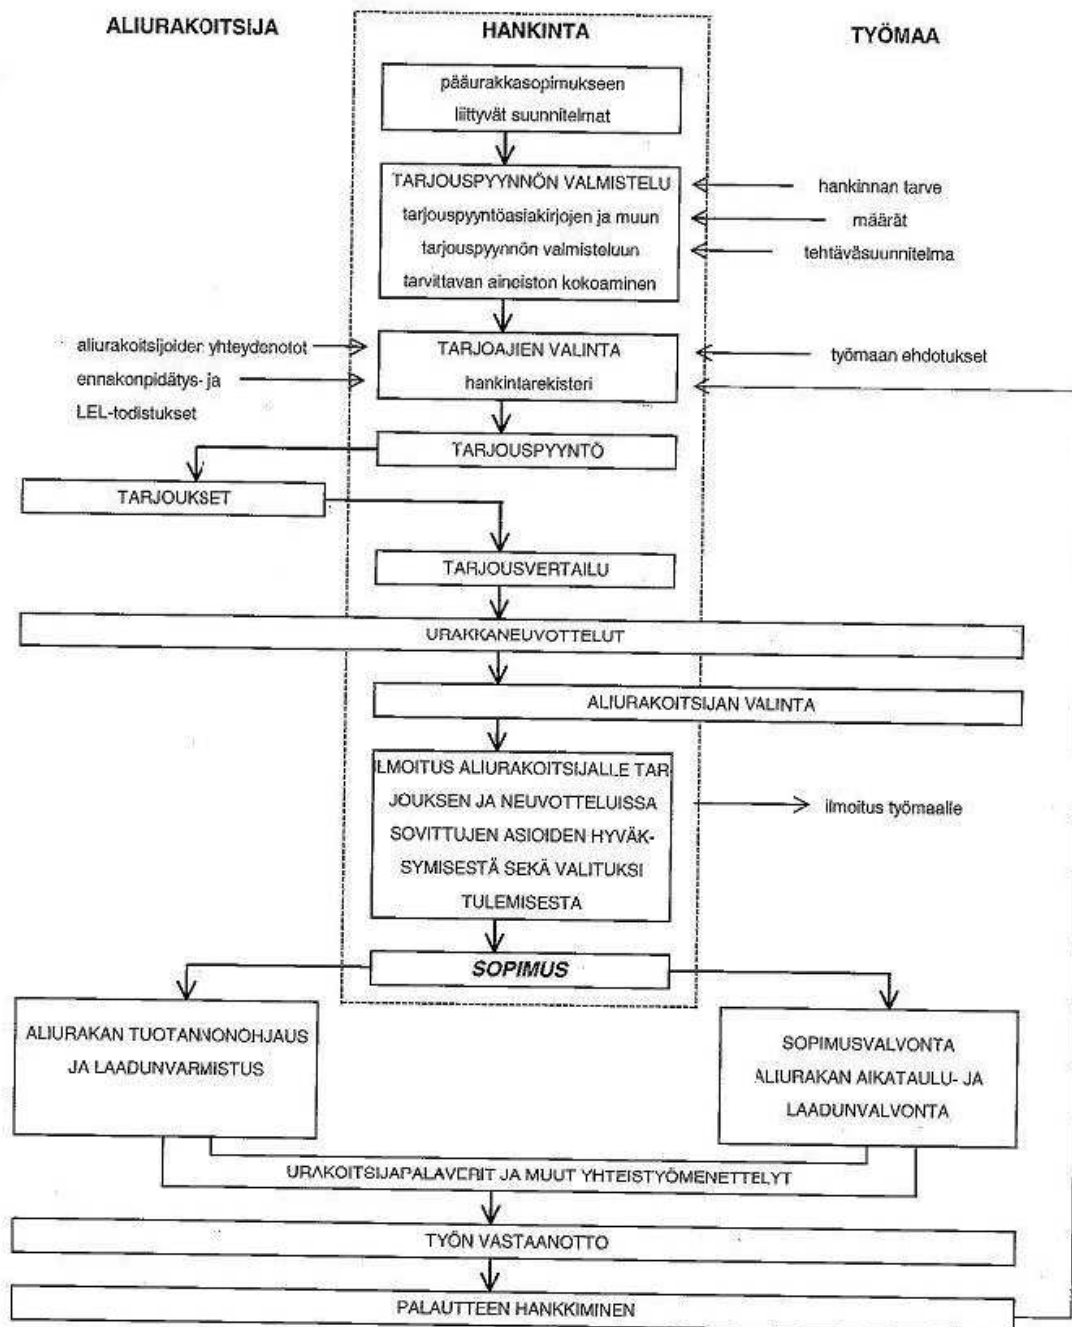 ALIURAKOITSIJA
HANKINTA
TYÖMAA
pääurakkasopimukseen
liittyvät suunnitelmat
TARJOUSPYYNNÖN VALMISTELU
tarjouspyyntöasiakirjojen ja muun
tarjouspyynnön valmisteluun
tarvittavan aineiston kokoaminen
hankinnan tarve
määrät
tehtäväsuunnitelma
aliurakoitsijoiden yhteydenotot
ennakonpidätys- ja
LEL-todistukset
TARJOAJIEN VALINTA
hankintarekisteri
työmaan ehdotukset
TARJOUSPYYNTÖ
TARJOUKSET
TARJOUSVERTAILU
URAKKANEUVOTTELUT
ALIURAKOITSIJAN VALINTA
ILMOITUS ALIURAKOITSIJALLE TAR-
JOUKSEN JA NEUVOTTELUISSA
SOVITTUJEN ASIOIDEN HYVÄK-
SYMISESTÄ SEKÄ VALITUKSI
TULEMISESTA
ilmoitus työmaalle
SOPIMUS
ALIURAKAN TUOTANNONOHJAUS
JA LAADUNVARMISTUS
SOPIMUSVALVONTA
ALIURAKAN AIKATAULU- JA
LAADUNVALVONTA
URAKOITSIJAPALAVERIT JA MUUT YHTEISTYÖMENETTELYT
TYÖN VASTAANOTTO
PALAUTTEEN HANKKIMINEN